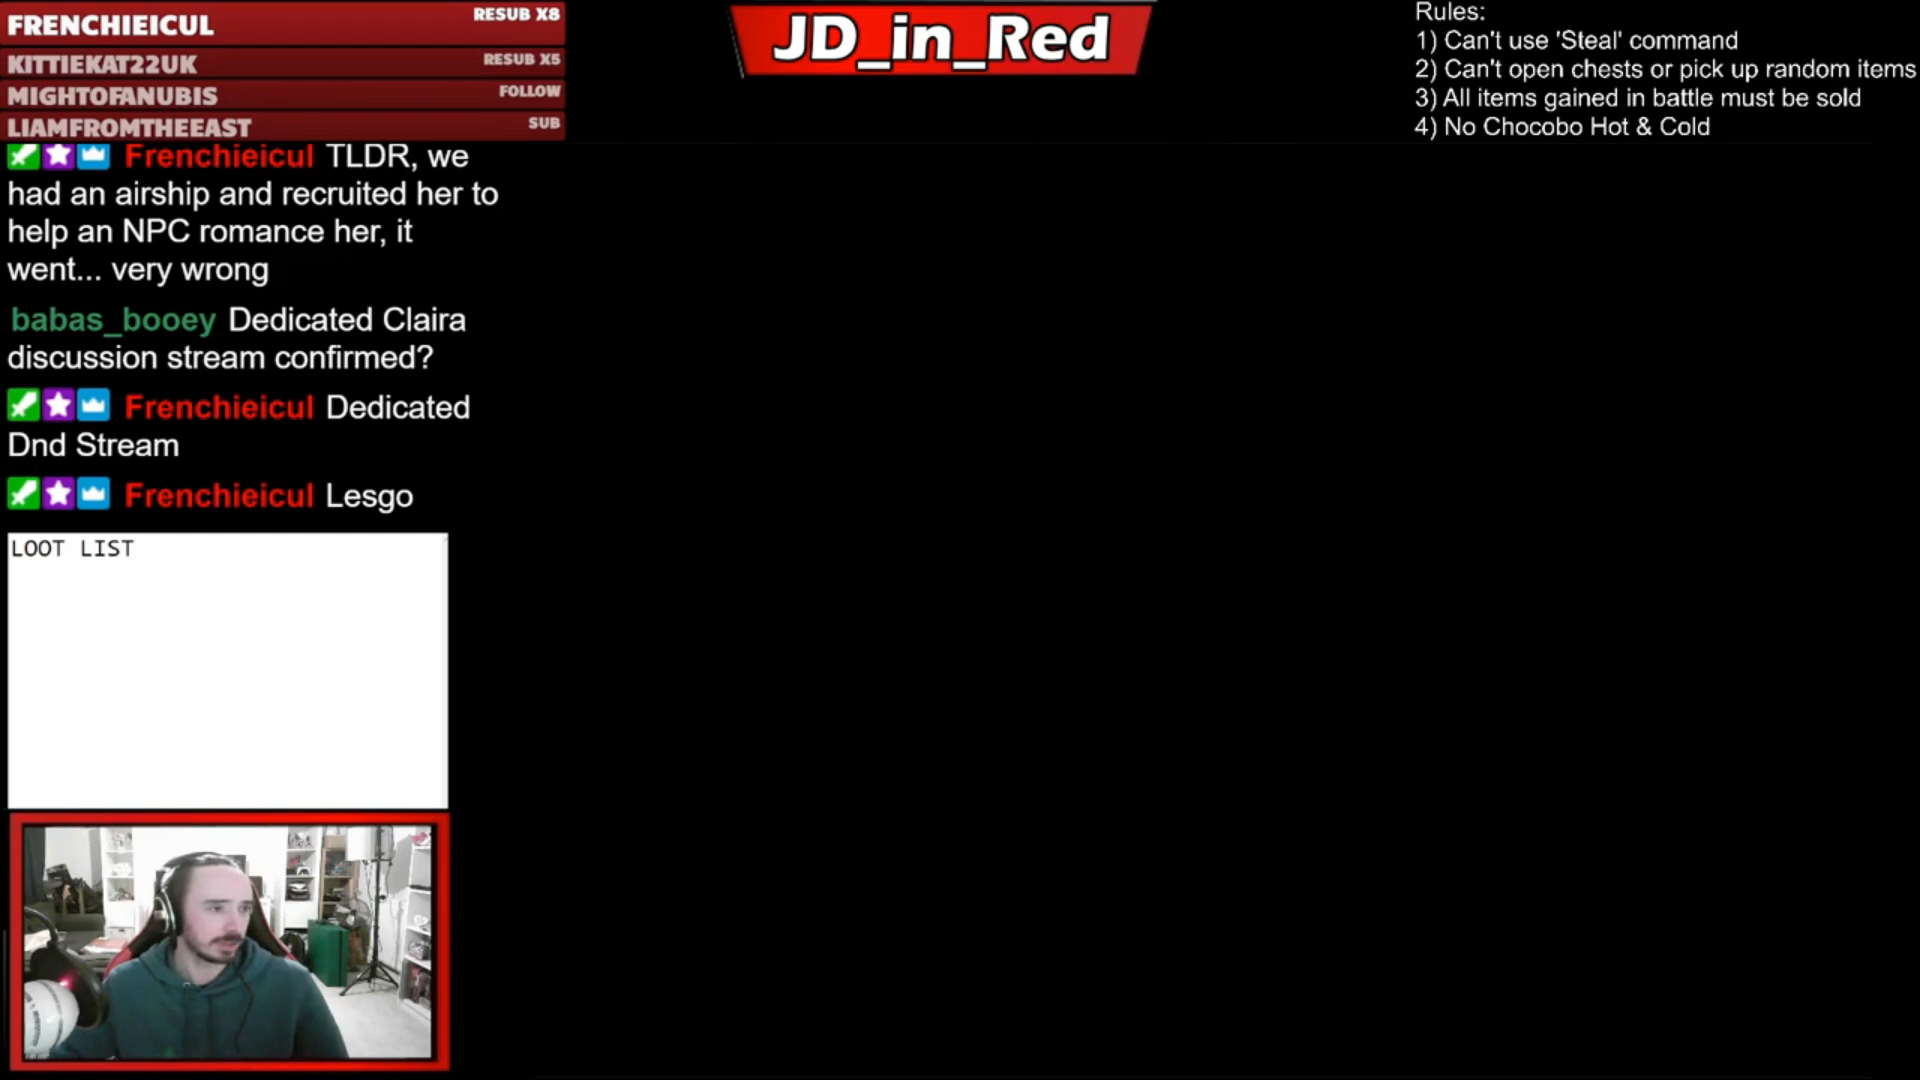 FRENCHIEICUL RESUB X8
KITTIEKAT22UK RESUB X5
MIGHTOFANUBIS FOLLOW
LIAMFROMTHEEAST SUB
Frenchieicul TLDR, we
had an airship and recruited her to
help an NPC romance her, it
went... very wrong
babas_booey Dedicated Claira
discussion stream confirmed?
Frenchieicul Dedicated
Dnd Stream
Frenchieicul Lesgo
LOOT LIST
JD_in_Red
Rules:
1) Can't use 'Steal' command
2) Can't open chests or pick up random items
3) All items gained in battle must be sold
4) No Chocobo Hot & Cold